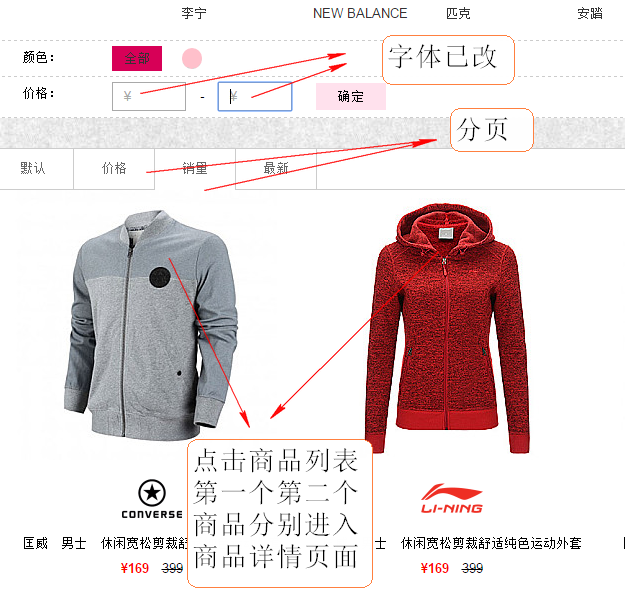 李宁 NEW BALANCE 匹克 安踏
颜色： 全部
字体已改
价格： ¥ - ¥ 确定
分页
默认 价格 销量 最新
点击商品列表
第一个第二个
商品分别进入
商品详情页面
CONVERSE
LI-NING
匡威 男士 休闲宽松剪裁舒
士 休闲宽松剪裁舒适纯色运动外套
¥169 399
¥169 399